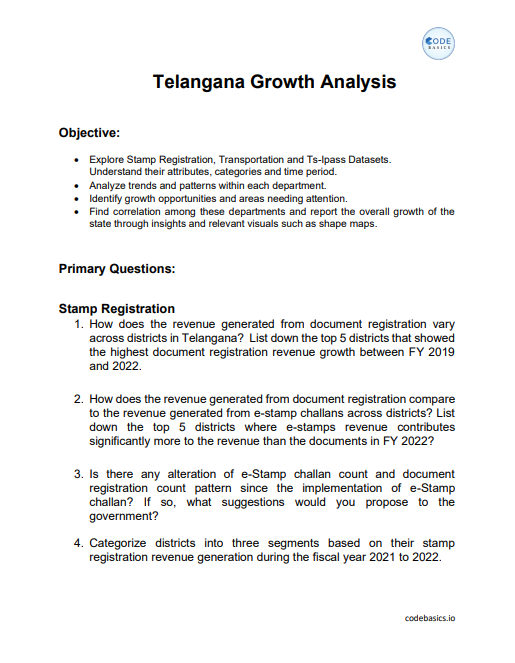 CODE
BASICS
Telangana Growth Analysis
Objective:
• Explore Stamp Registration, Transportation and Ts-Ipass Datasets.
Understand their attributes, categories and time period.
• Analyze trends and patterns within each department.
• Identify growth opportunities and areas needing attention.
• Find correlation among these departments and report the overall growth of the
state through insights and relevant visuals such as shape maps.
Primary Questions:
Stamp Registration
1. How does the revenue generated from document registration vary
across districts in Telangana? List down the top 5 districts that showed
the highest document registration revenue growth between FY 2019
and 2022.
2. How does the revenue generated from document registration compare
to the revenue generated from e-stamp challans across districts? List
down the top 5 districts where e-stamps revenue contributes
significantly more to the revenue than the documents in FY 2022?
3. Is there any alteration of e-Stamp challan count and document
registration count pattern since the implementation of e-Stamp
challan? If so, what suggestions would you propose to the
government?
4. Categorize districts into three segments based on their stamp
registration revenue generation during the fiscal year 2021 to 2022.
codebasics.io